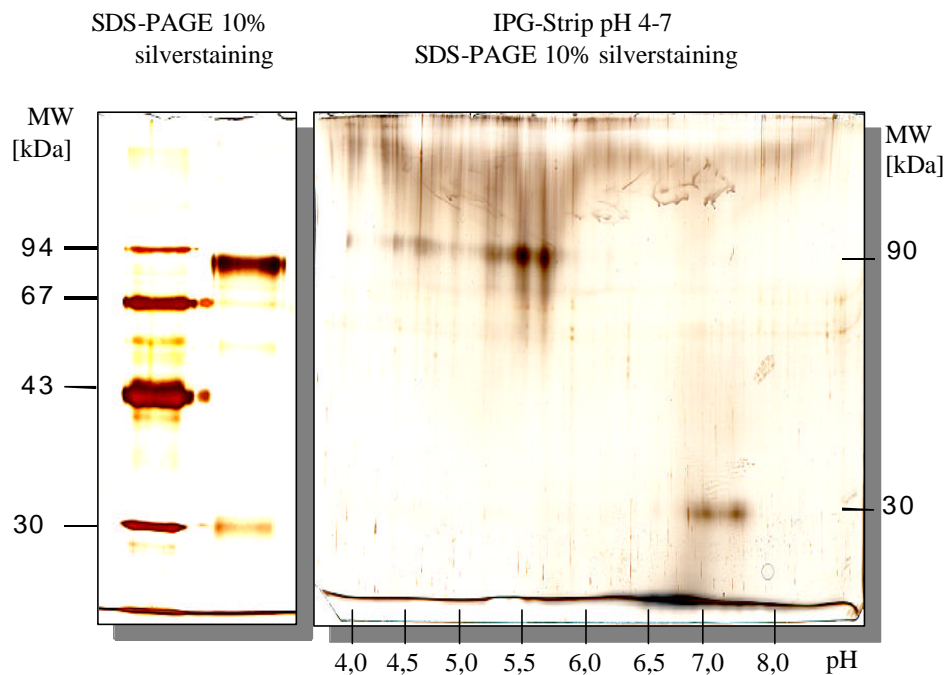 SDS-PAGE 10%
silverstaining
IPG-Strip pH 4-7
SDS-PAGE 10% silverstaining
MW
[kDa]
94
67
43
30
MW
[kDa]
90
30
4,0 4,5 5,0 5,5 6,0 6,5 7,0 8,0 pH